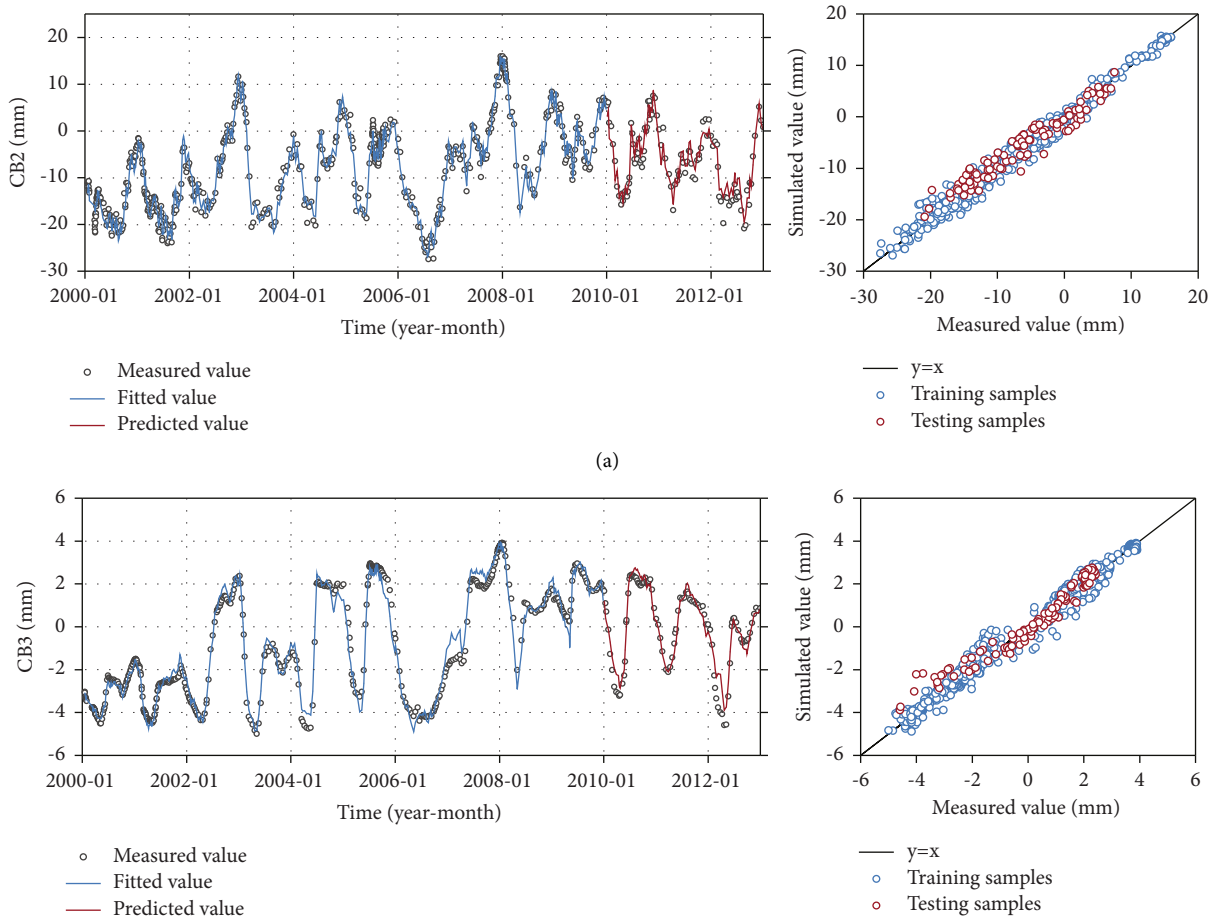 CB2 (mm)
20
10
0
-10
-20
-30
2000-01 2002-01 2004-01 2006-01 2008-01 2010-01 2012-01
Time (year-month)
Measured value
Fitted value
Predicted value
Simulated value (mm)
20
10
0
-10
-20
-30
-30 -20 -10 0 10 20
Measured value (mm)
y=x
Training samples
Testing samples
(a)
CB3 (mm)
6
4
2
0
-2
-4
-6
2000-01 2002-01 2004-01 2006-01 2008-01 2010-01 2012-01
Time (year-month)
Measured value
Fitted value
Predicted value
Simulated value (mm)
6
4
2
0
-2
-4
-6
-6 -4 -2 0 2 4 6
Measured value (mm)
y=x
Training samples
Testing samples